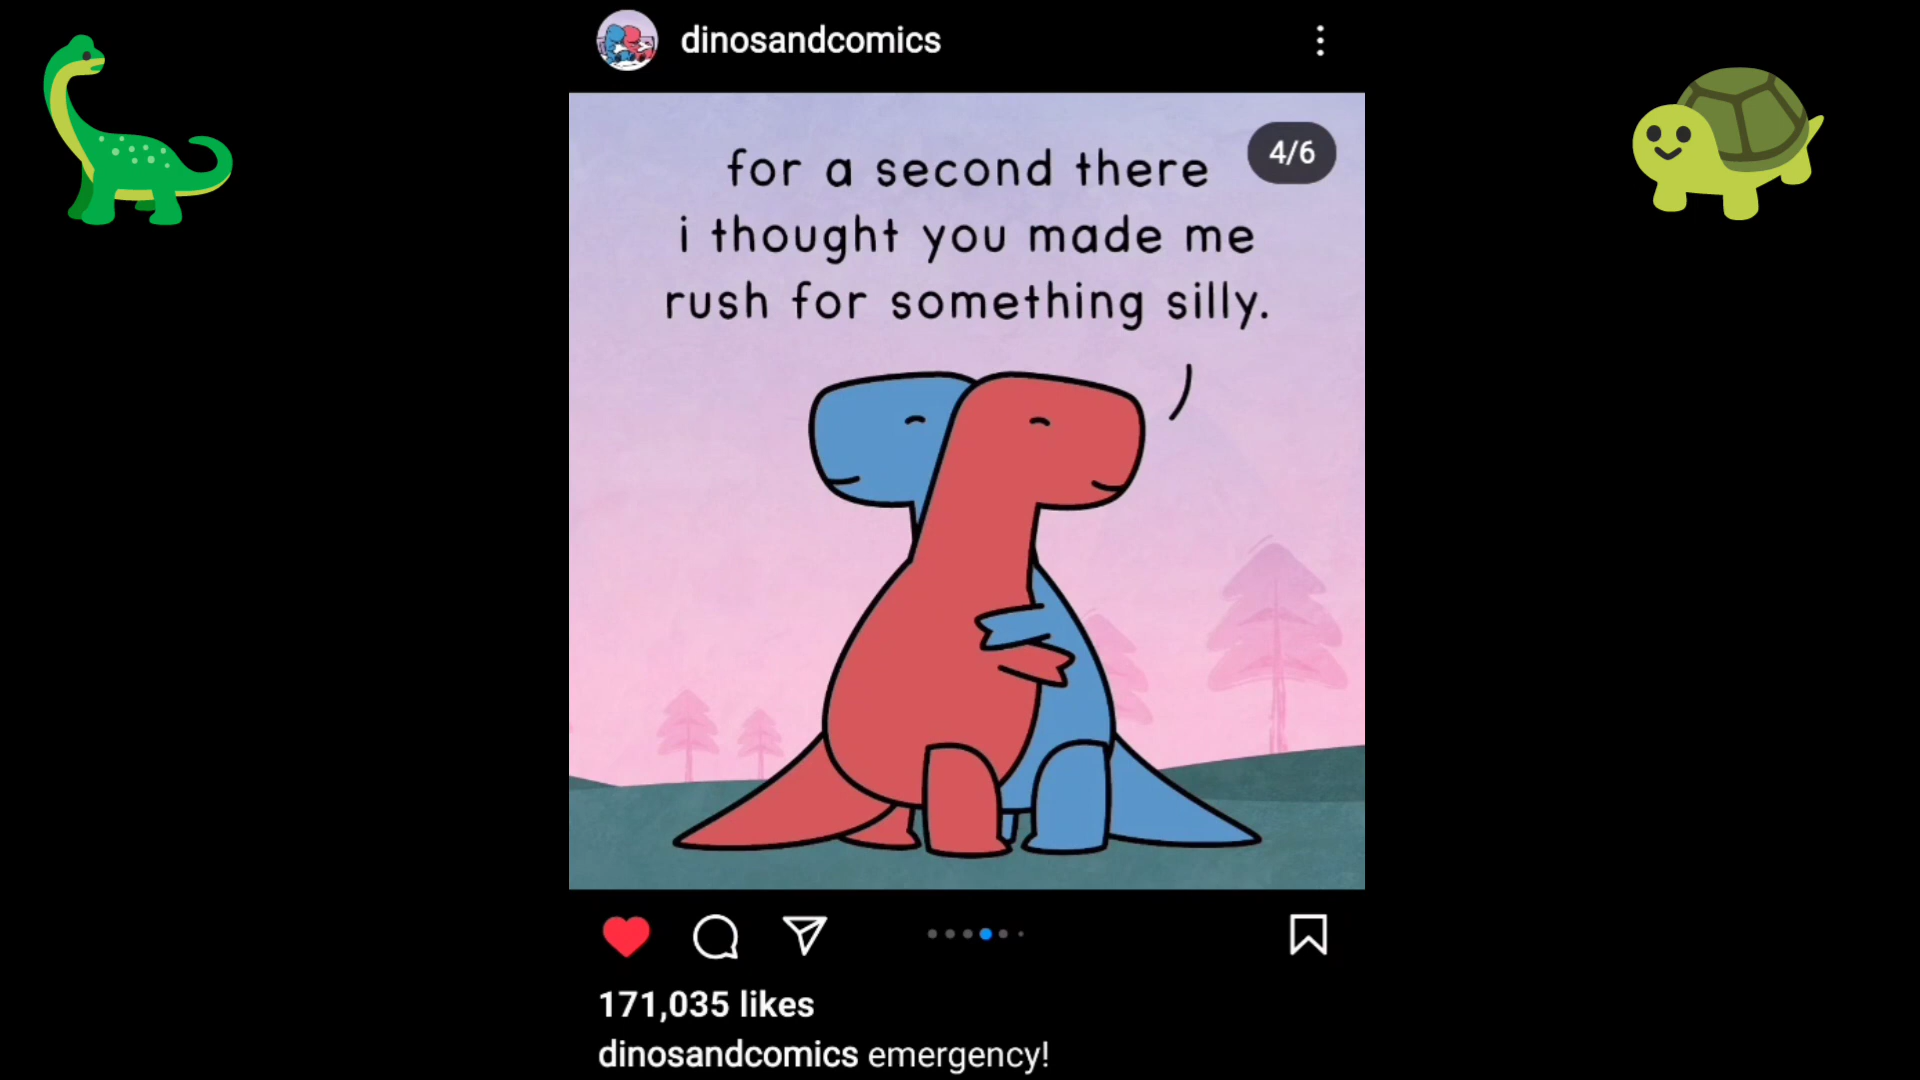 dinosandcomics
4/6
for a second there
i thought you made me
rush for something silly.
171,035 likes
dinosandcomics emergency!